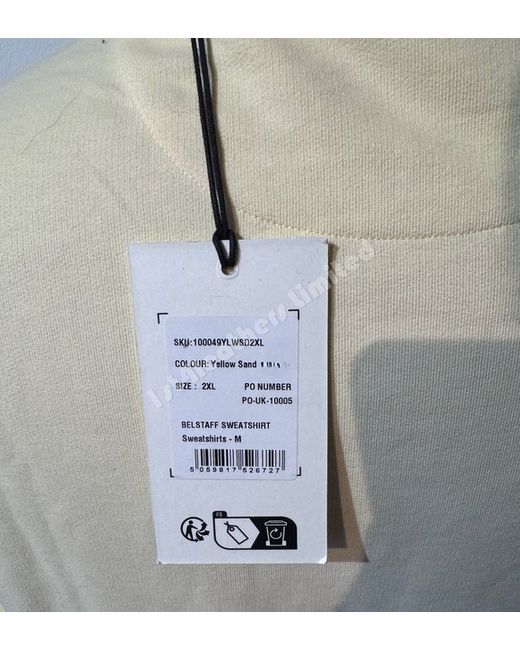 SKU:100049YLWSD2XL
COLOUR: Yellow Sand
SIZE : 2XL PO NUMBER
PO-UK-10005
BELSTAFF SWEATSHIRT
Sweatshirts - M
5 059817 526727
FR
Limited